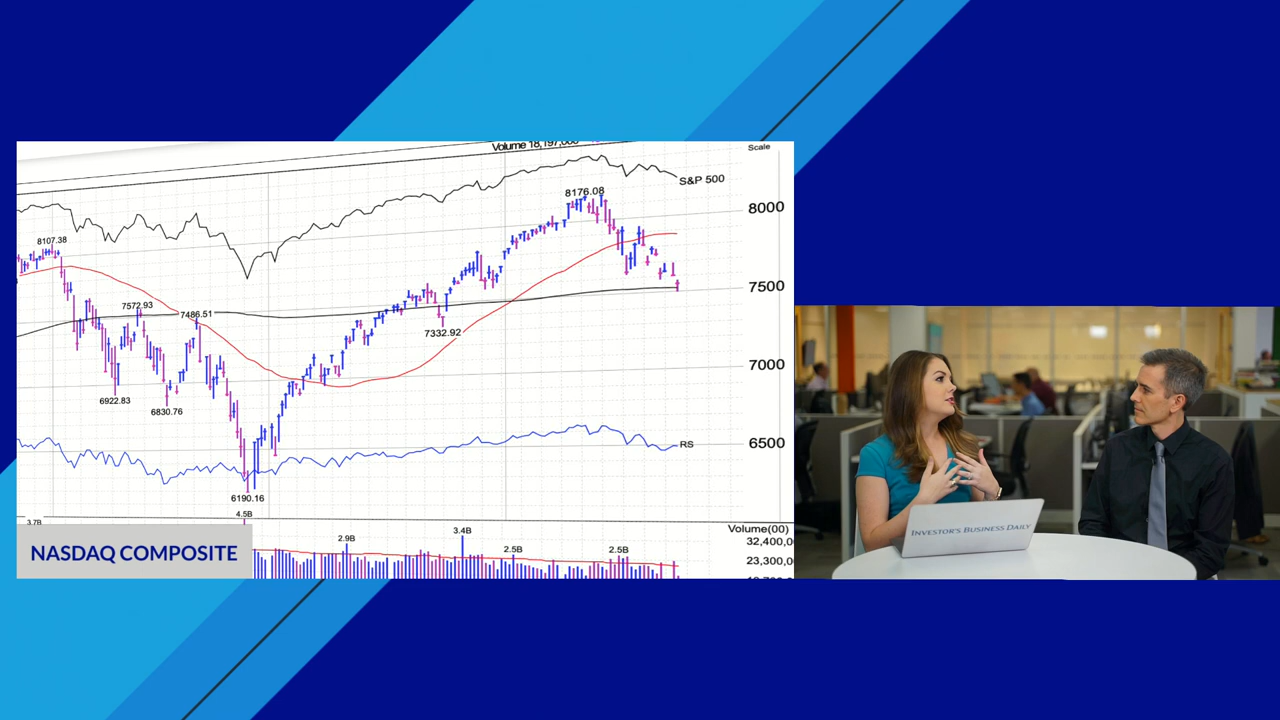 Volume 18,197,000
Scale
S&P 500
8176.08
8000
8107.38
7500
7572.93
7486.51
7332.92
7000
6922.83
6830.76
6500
RS
6190.16
4.5B
3.7B
Volume(00)
3.4B
2.9B
2.5B
2.5B
32,400,0
23,300,0
NASDAQ COMPOSITE
INVESTOR'S BUSINESS DAILY